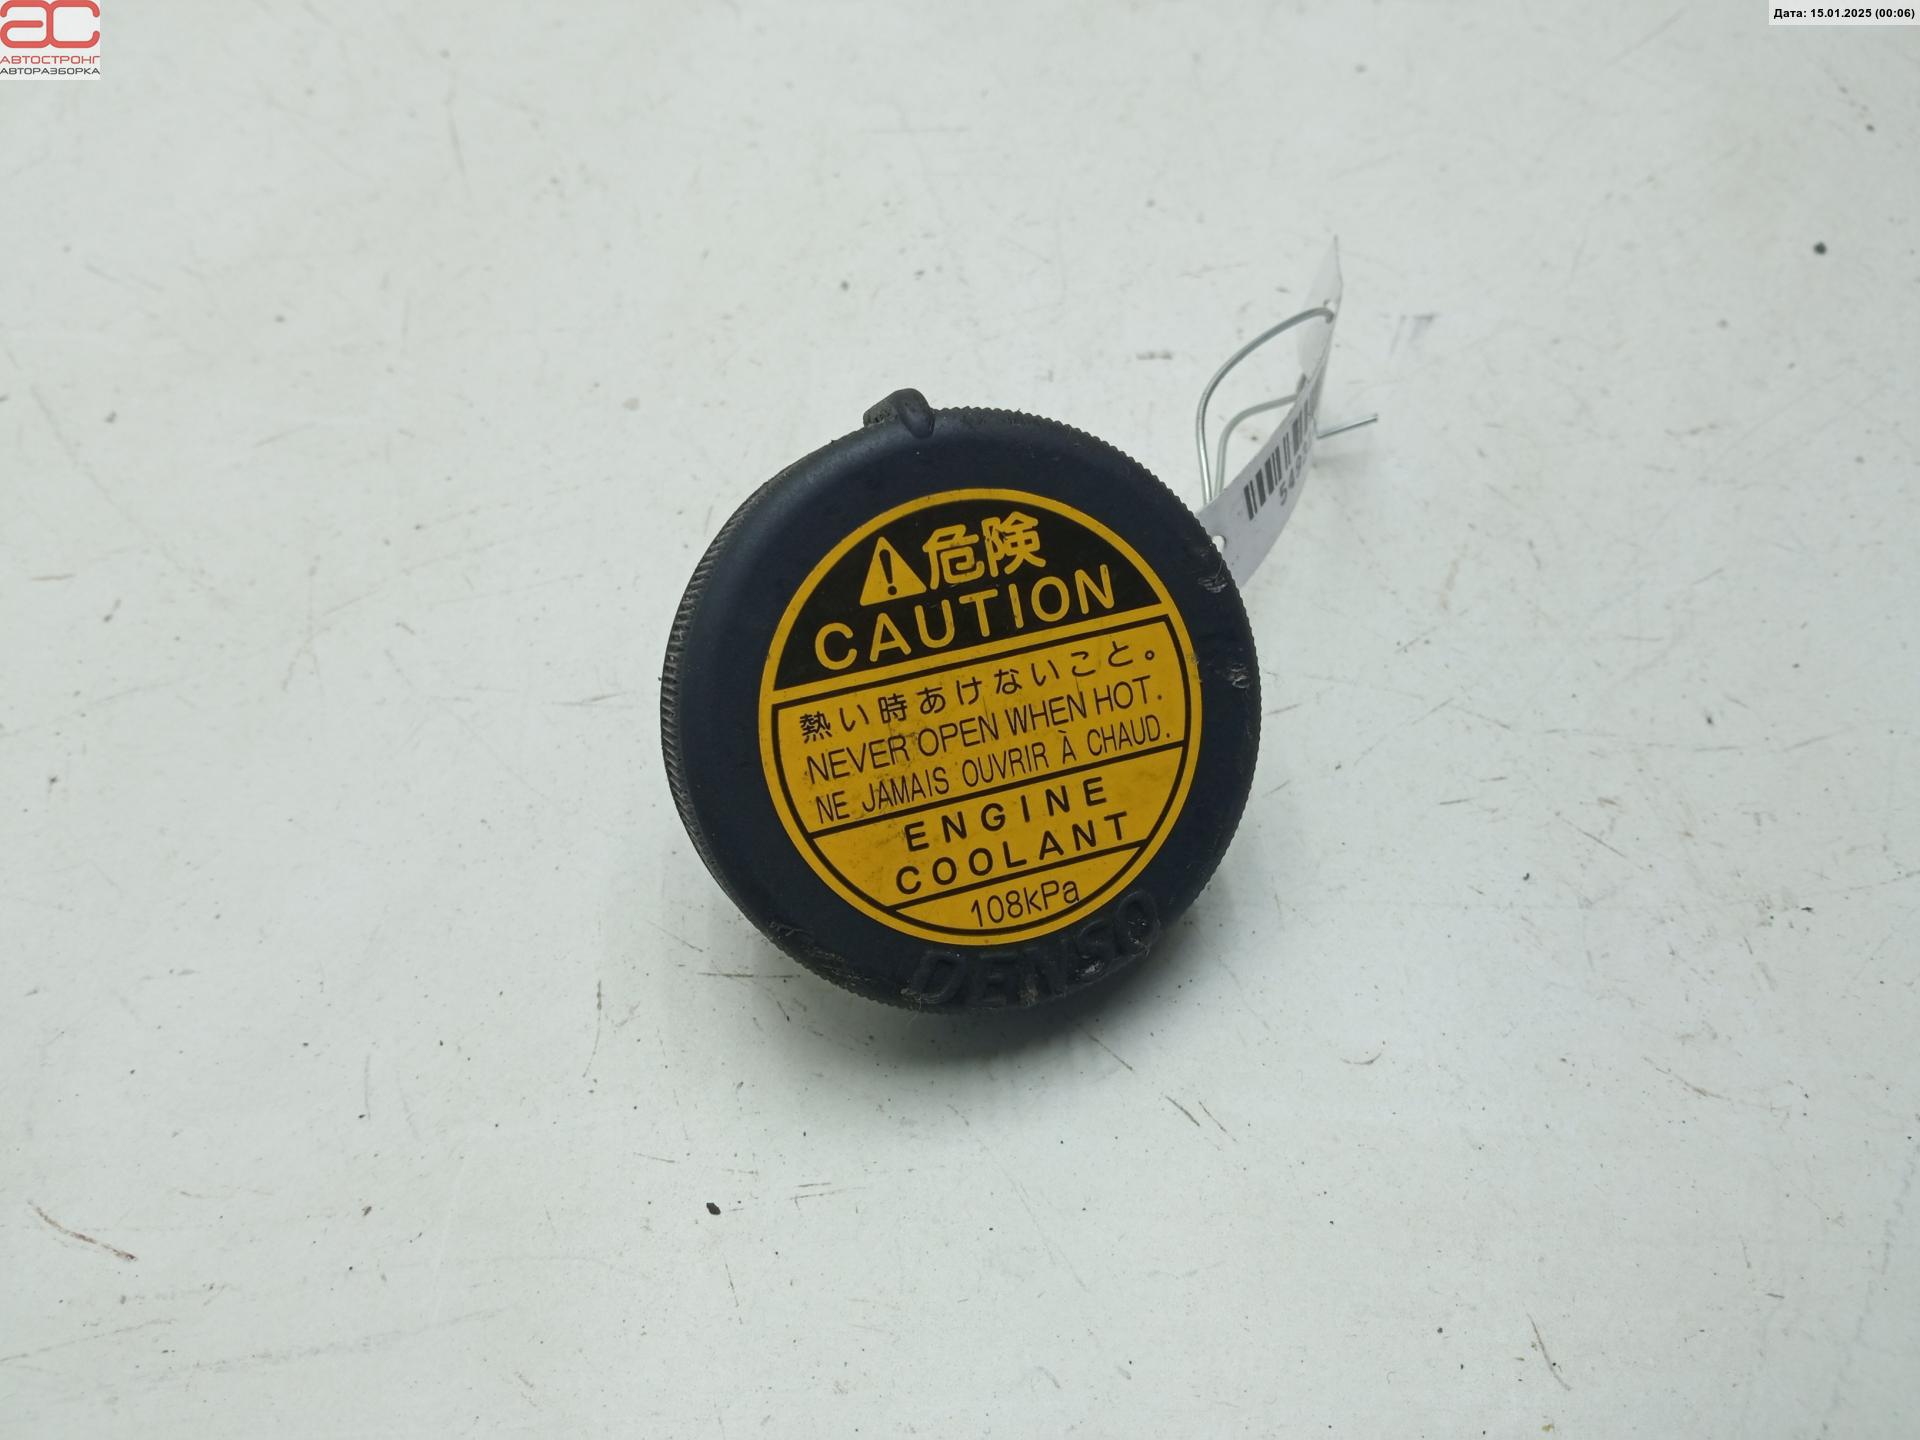 АВТОСТРОНГ
АВТОРАЗБОРКА
Дата: 15.01.2025 (00:06)
危険
CAUTION
熱い時あけないこと。
NEVER OPEN WHEN HOT.
NE JAMAIS OUVRIR À CHAUD.
ENGINE
COOLANT
108kPa
DENSO